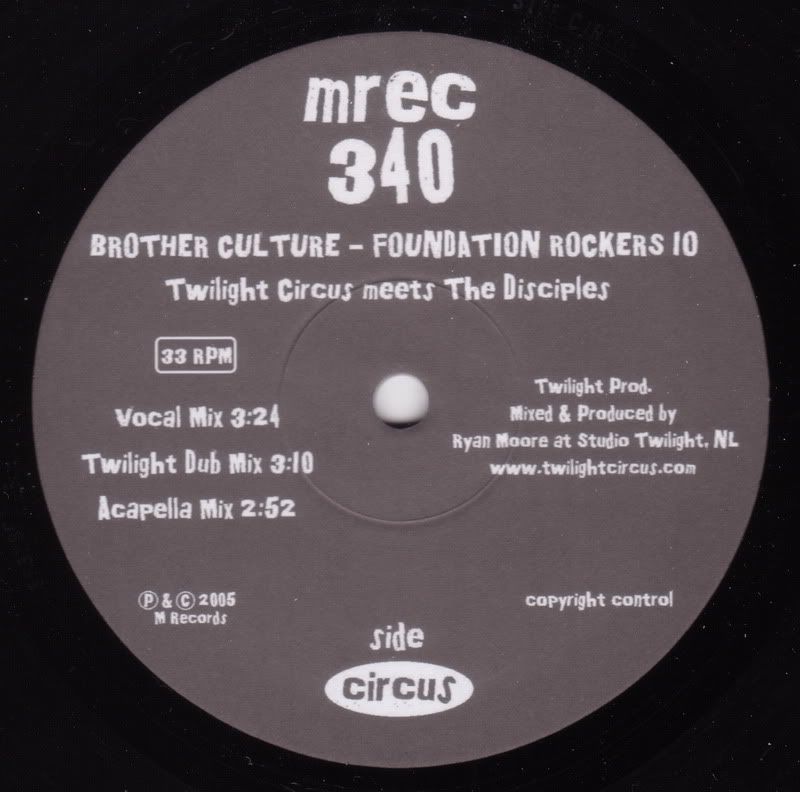 mrec
340
BROTHER CULTURE - FOUNDATION ROCKERS 10
Twilight Circus meets The Disciples
33 RPM
Vocal Mix 3:24
Twilight Dub Mix 3:10
Acapella Mix 2:52
Twilight Prod.
Mixed & Produced by
Ryan Moore at Studio Twilight, NL
www.twilightcircus.com
Ⓟ & Ⓒ 2005
M Records
copyright control
side
circus